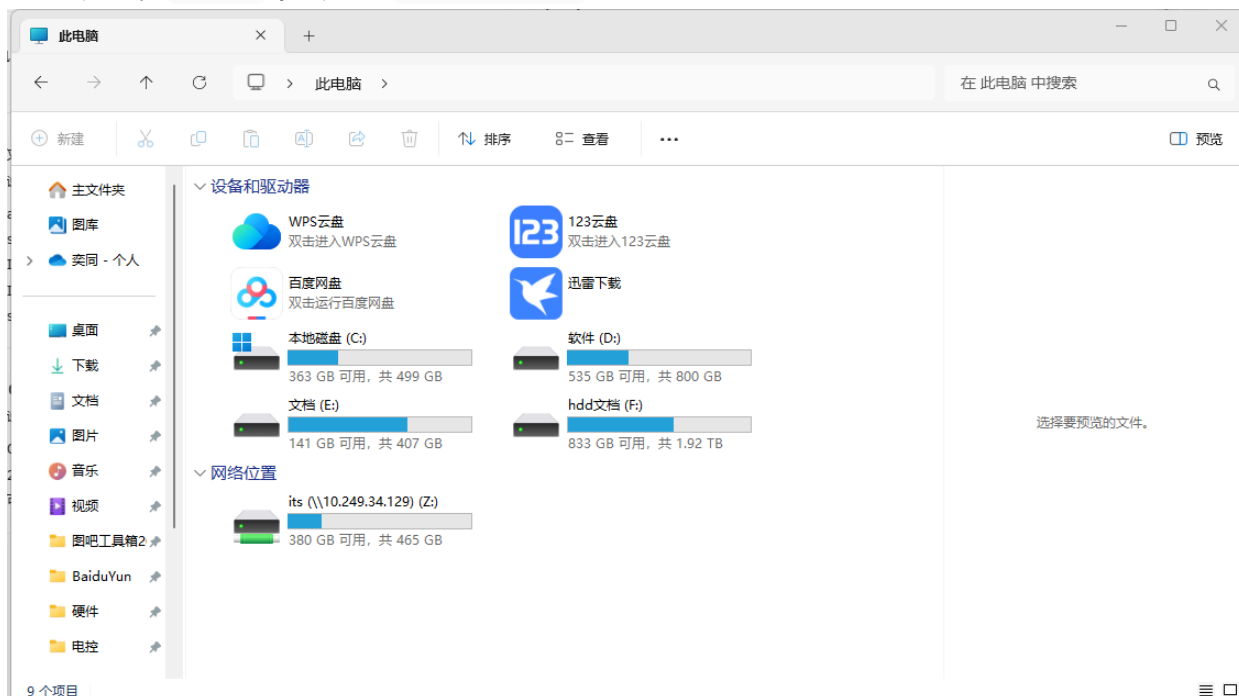 此电脑
此电脑
在 此电脑 中搜索
新建
排序
查看
预览
主文件夹
图库
奕同 - 个人
桌面
下载
文档
图片
音乐
视频
图吧工具箱2
BaiduYun
硬件
电控
设备和驱动器
WPS云盘
双击进入WPS云盘
123
123云盘
双击进入123云盘
百度网盘
双击运行百度网盘
迅雷下载
本地磁盘 (C:)
363 GB 可用，共 499 GB
软件 (D:)
535 GB 可用，共 800 GB
文档 (E:)
141 GB 可用，共 407 GB
hdd文档 (F:)
833 GB 可用，共 1.92 TB
网络位置
its (\\10.249.34.129) (Z:)
380 GB 可用，共 465 GB
选择要预览的文件。
9 个项目